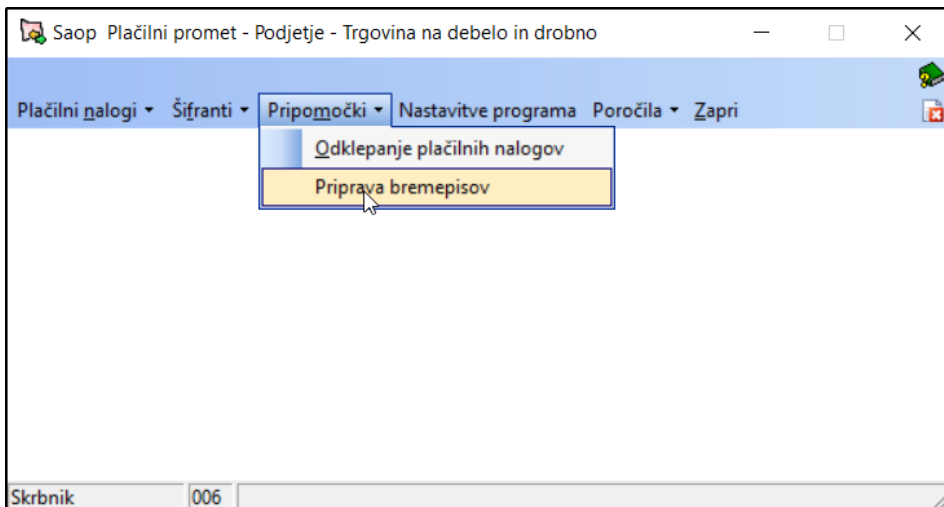 Saop Plačilni promet - Podjetje - Trgovina na debelo in drobno
Plačilni nalogi Šifranti Pripomočki Nastavitve programa Poročila Zapri
Odklepanje plačilnih nalogov
Priprava bremepisov
Skrbnik 006